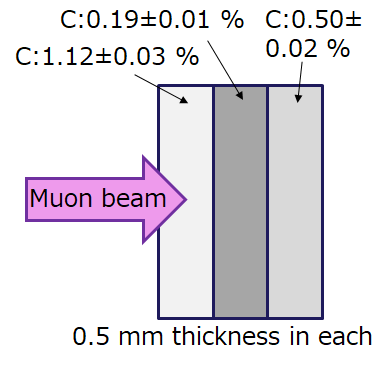 C:0.19±0.01 %
C:0.50±
0.02 %
C:1.12±0.03 %
Muon beam
0.5 mm thickness in each